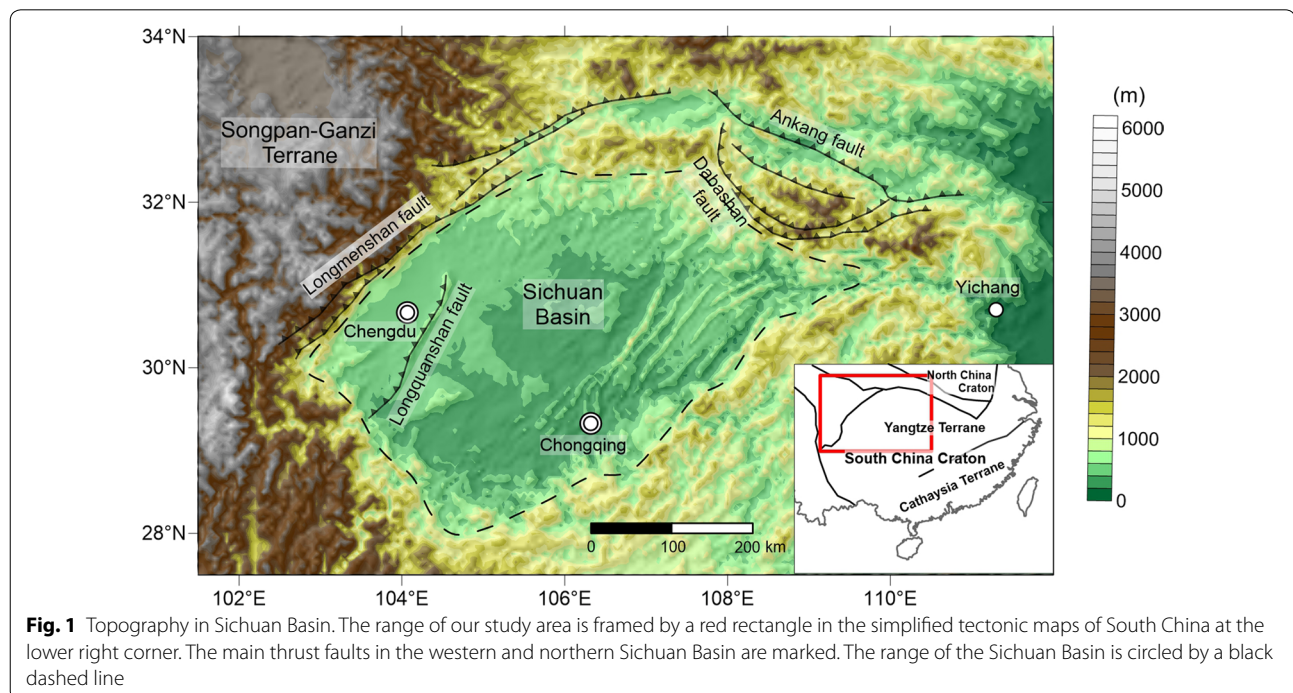 34°N
32°N
30°N
28°N
102°E
104°E
106°E
108°E
110°E
Songpan-Ganzi
Terrane
Longmenshan fault
Ankang fault
Dabashan
fault
Chengdu
Longquanshan fault
Sichuan
Basin
Chongqing
Yichang
0
100
200 km
North China
Craton
Yangtze Terrane
South China Craton
Cathaysia Terrane
(m)
6000
5000
4000
3000
2000
1000
0
Fig. 1 Topography in Sichuan Basin. The range of our study area is framed by a red rectangle in the simplified tectonic maps of South China at the
lower right corner. The main thrust faults in the western and northern Sichuan Basin are marked. The range of the Sichuan Basin is circled by a black
dashed line